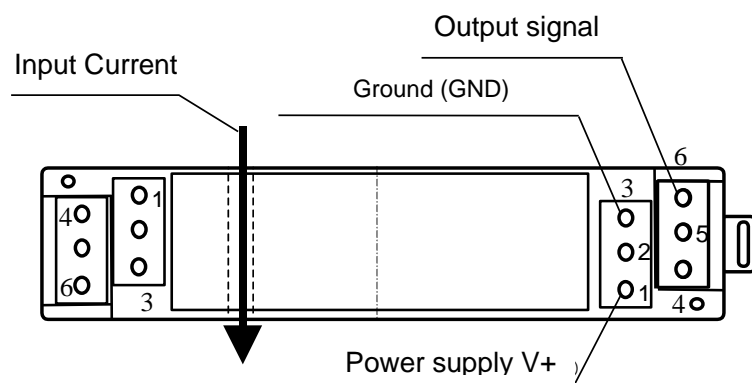 Output signal
Input Current
Ground (GND)
6
1
3
4
2
5
6
1
3
4
Power supply V+ )